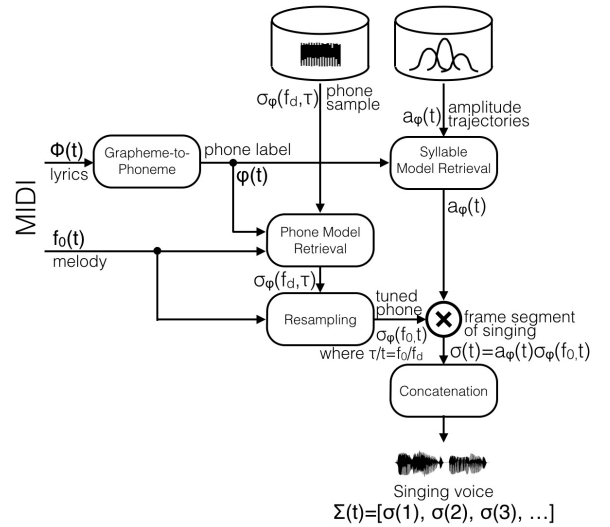 σφ(fd,τ)
phone
sample
aφ(t)
amplitude
trajectories
MIDI
Φ(t)
lyrics
Grapheme-to-
Phoneme
phone label
φ(t)
Syllable
Model Retrieval
aφ(t)
f0(t)
melody
Phone Model
Retrieval
σφ(fd,τ)
Resampling
tuned
phone
σφ(f0,t)
where τ/t=f0/fd
frame segment
of singing
σ(t)=aφ(t)σφ(f0,t)
Concatenation
Singing voice
Σ(t)=[σ(1), σ(2), σ(3), …]